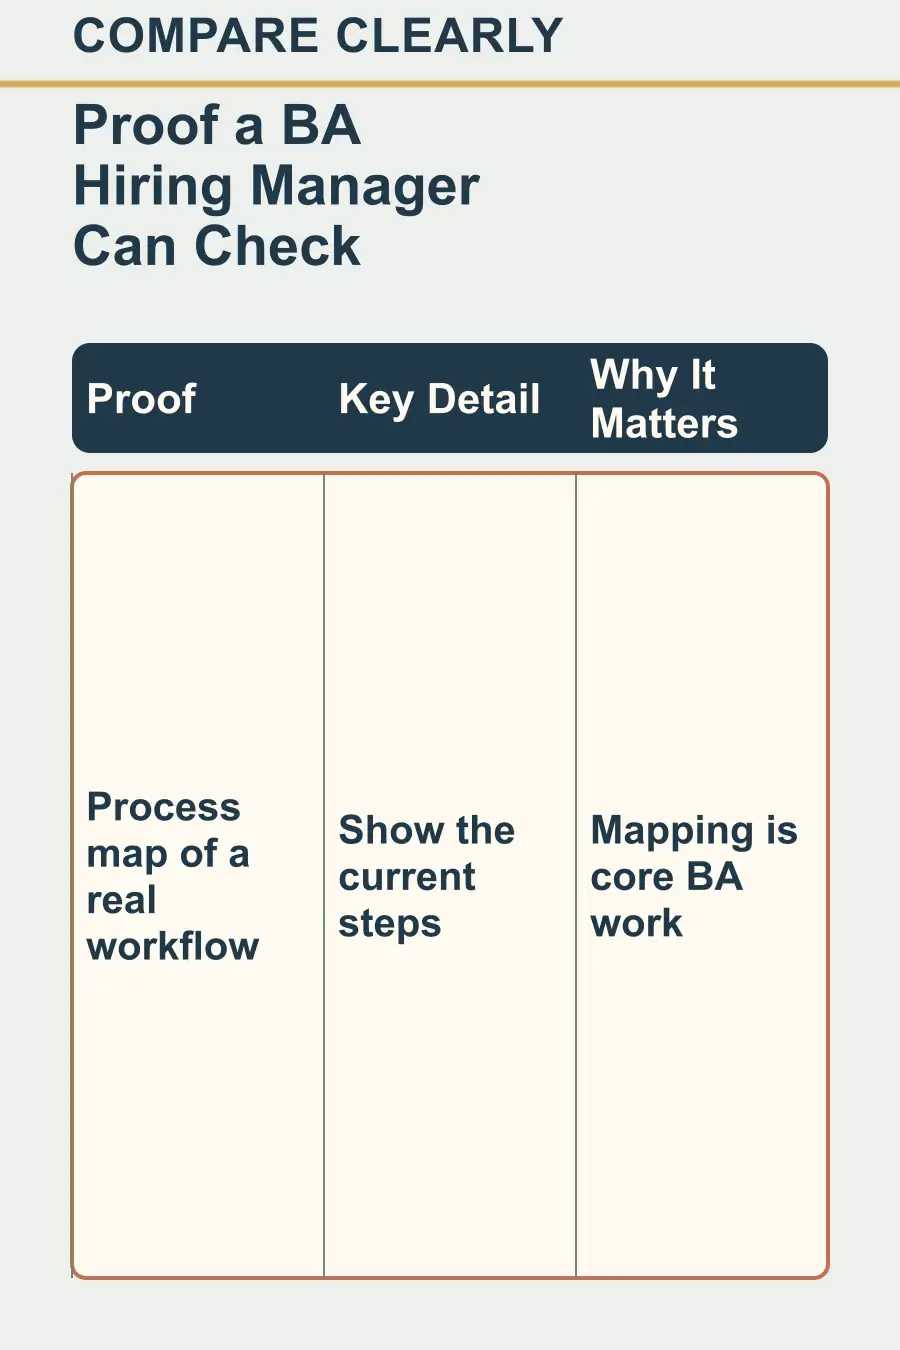 COMPARE CLEARLY
Proof a BA
Hiring Manager
Can Check
Proof
Key Detail
Why It
Matters
Process
map of a
real
workflow
Show the
current
steps
Mapping is
core BA
work